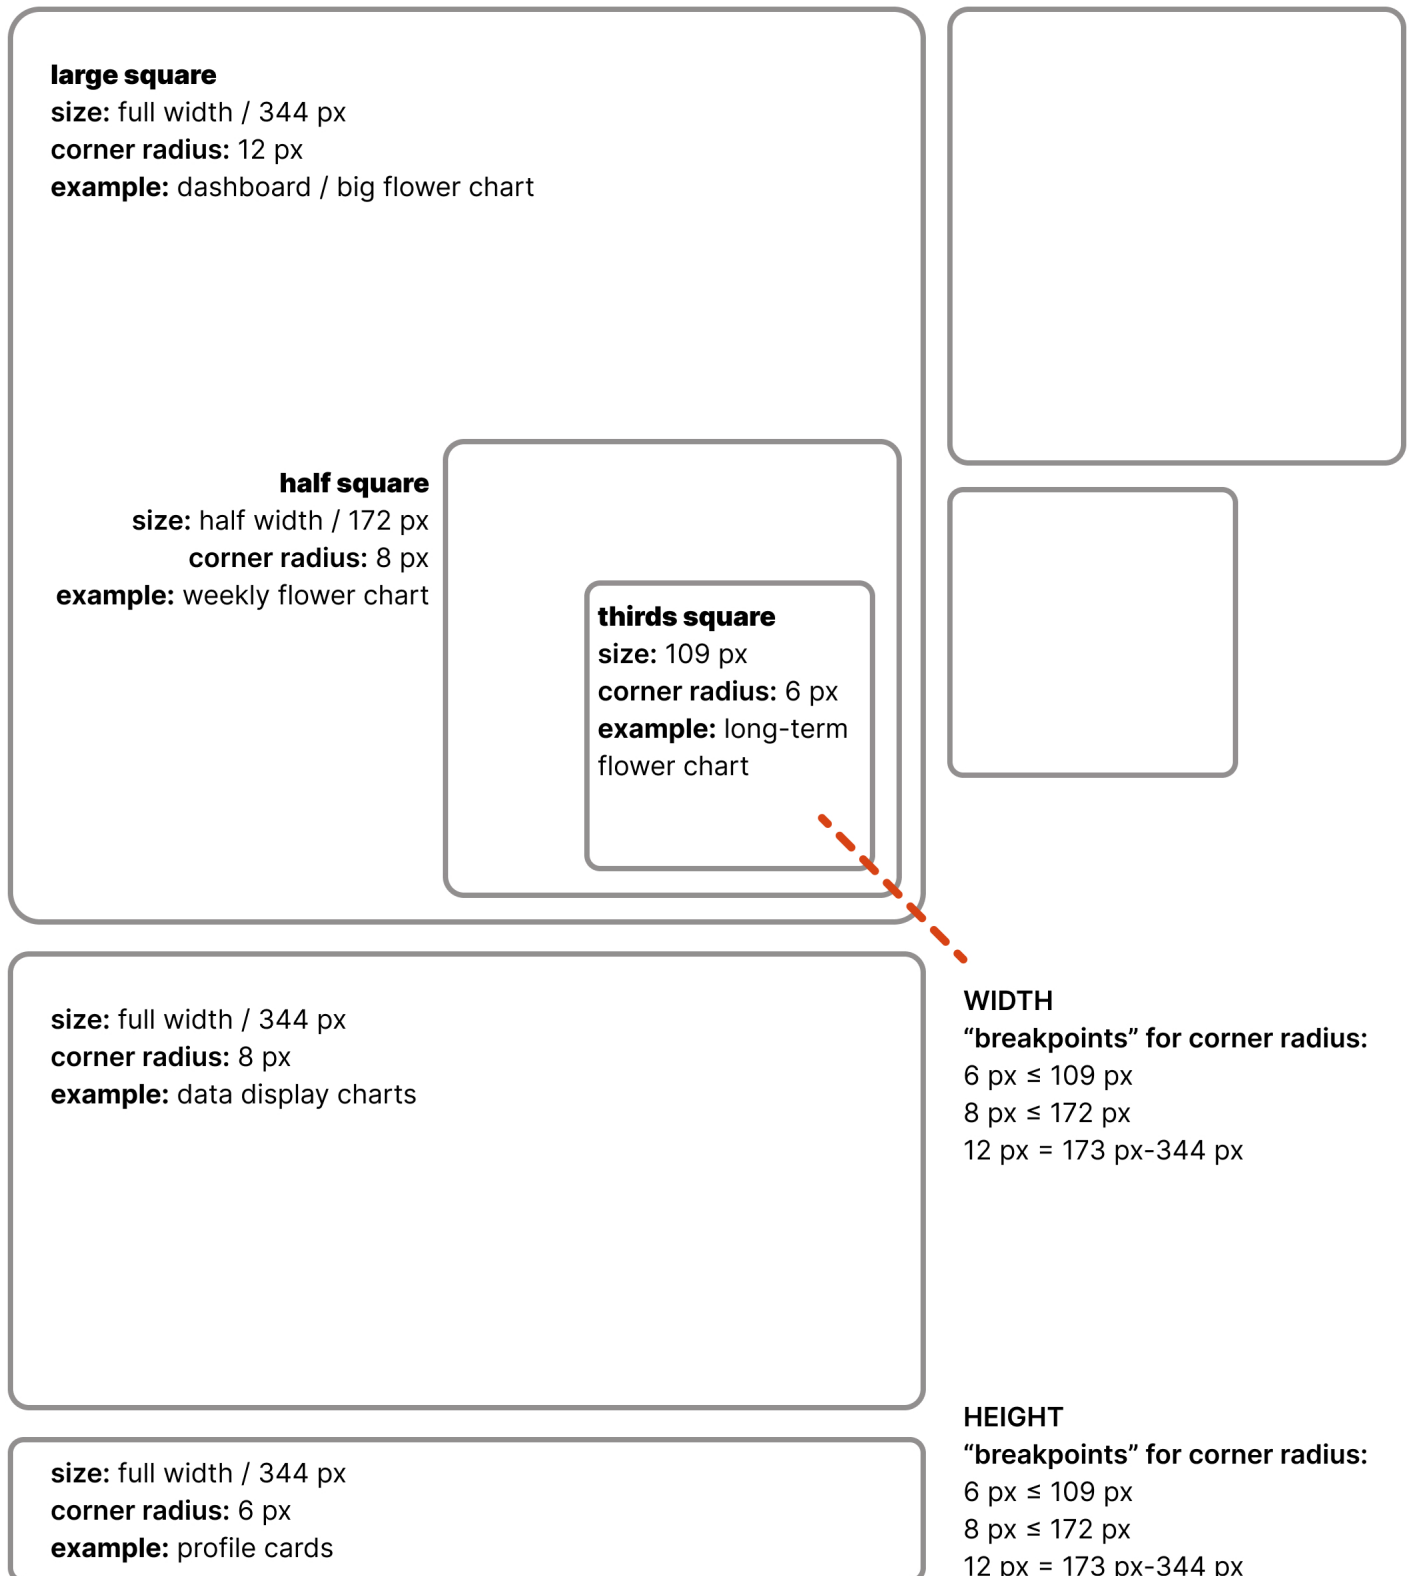 large square
size: full width / 344 px
corner radius: 12 px
example: dashboard / big flower chart
half square
size: half width / 172 px
corner radius: 8 px
example: weekly flower chart
thirds square
size: 109 px
corner radius: 6 px
example: long-term
flower chart
size: full width / 344 px
corner radius: 8 px
example: data display charts
WIDTH
“breakpoints” for corner radius:
6 px ≤ 109 px
8 px ≤ 172 px
12 px = 173 px-344 px
size: full width / 344 px
corner radius: 6 px
example: profile cards
HEIGHT
“breakpoints” for corner radius:
6 px ≤ 109 px
8 px ≤ 172 px
12 px = 173 px-344 px